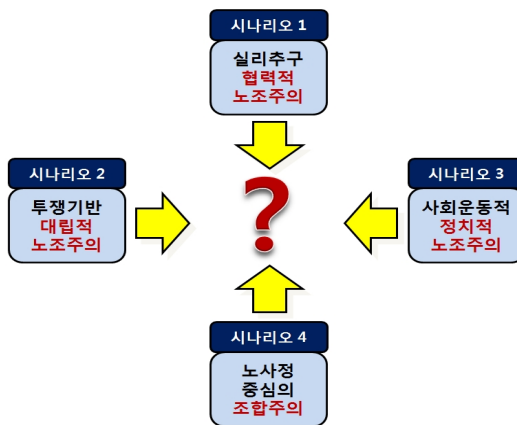 시나리오 1
실리추구
협력적
노조주의
시나리오 2
투쟁기반
대립적
노조주의
?
시나리오 3
사회운동적
정치적
노조주의
시나리오 4
노사정
중심의
조합주의